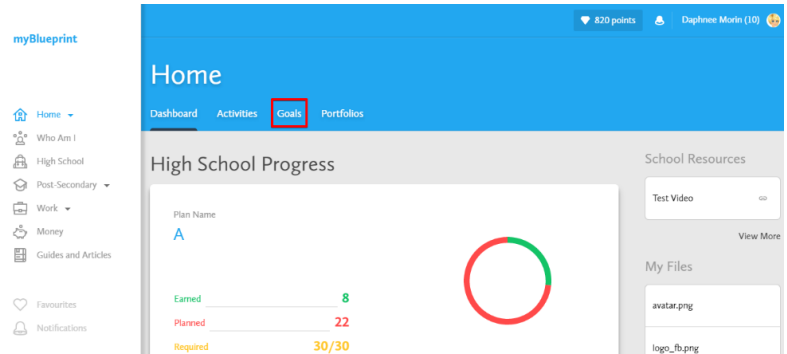 820 points
Daphnee Morin (10)
myBlueprint
Home
Dashboard Activities Goals Portfolios
Home
Who Am I
High School
Post-Secondary
Work
Money
Guides and Articles
Favourites
Notifications
High School Progress
Plan Name
A
Earned 8
Planned 22
Required 30/30
School Resources
Test Video
View More
My Files
avatar.png
logo_fb.png